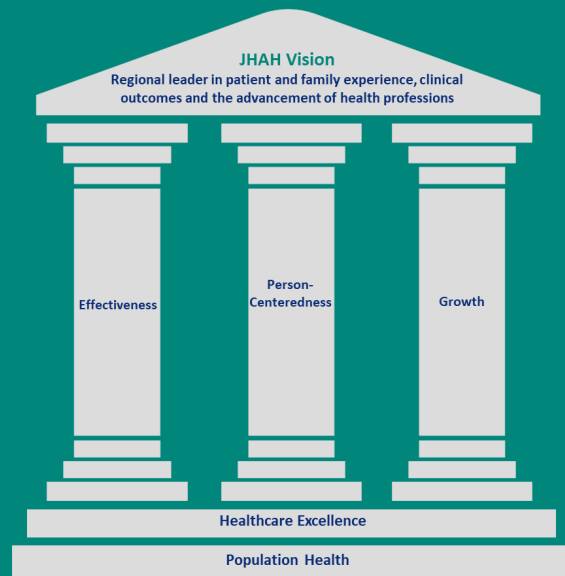 JHAH Vision
Regional leader in patient and family experience, clinical
outcomes and the advancement of health professions
Effectiveness
Person-
Centeredness
Growth
Healthcare Excellence
Population Health